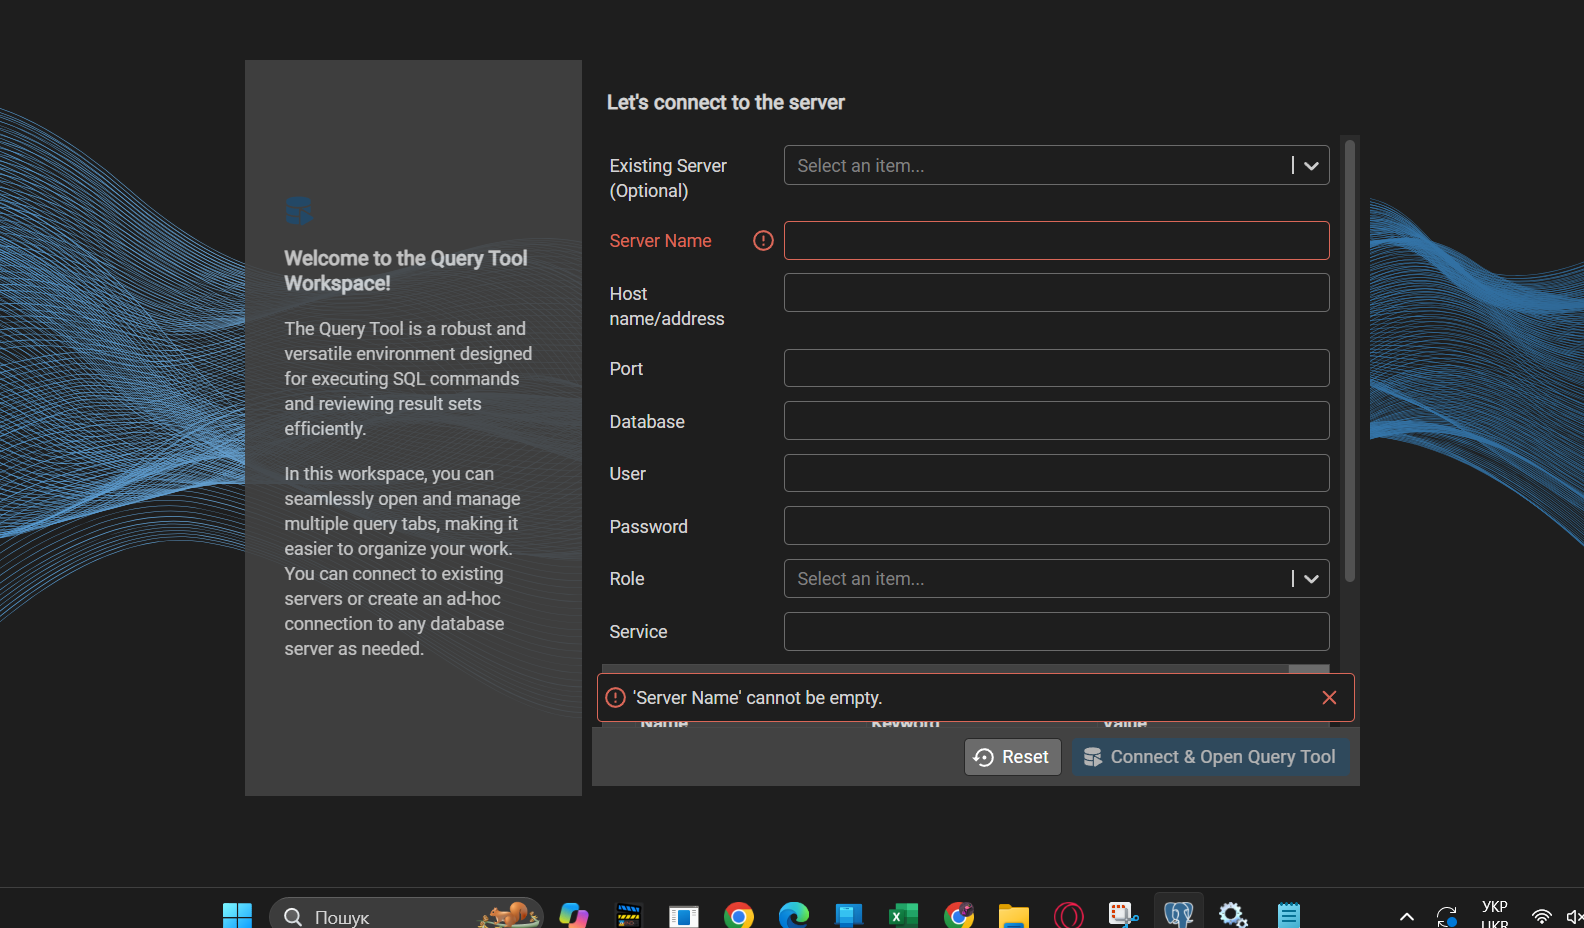 Welcome to the Query Tool
Workspace!
The Query Tool is a robust and
versatile environment designed
for executing SQL commands
and reviewing result sets
efficiently.
In this workspace, you can
seamlessly open and manage
multiple query tabs, making it
easier to organize your work.
You can connect to existing
servers or create an ad-hoc
connection to any database
server as needed.
Let's connect to the server
Existing Server
(Optional)
Select an item...
Server Name
Host
name/address
Port
Database
User
Password
Role
Select an item...
Service
'Server Name' cannot be empty.
Name Keyword Value
Reset
Connect & Open Query Tool
Пошук
УКР
UKR